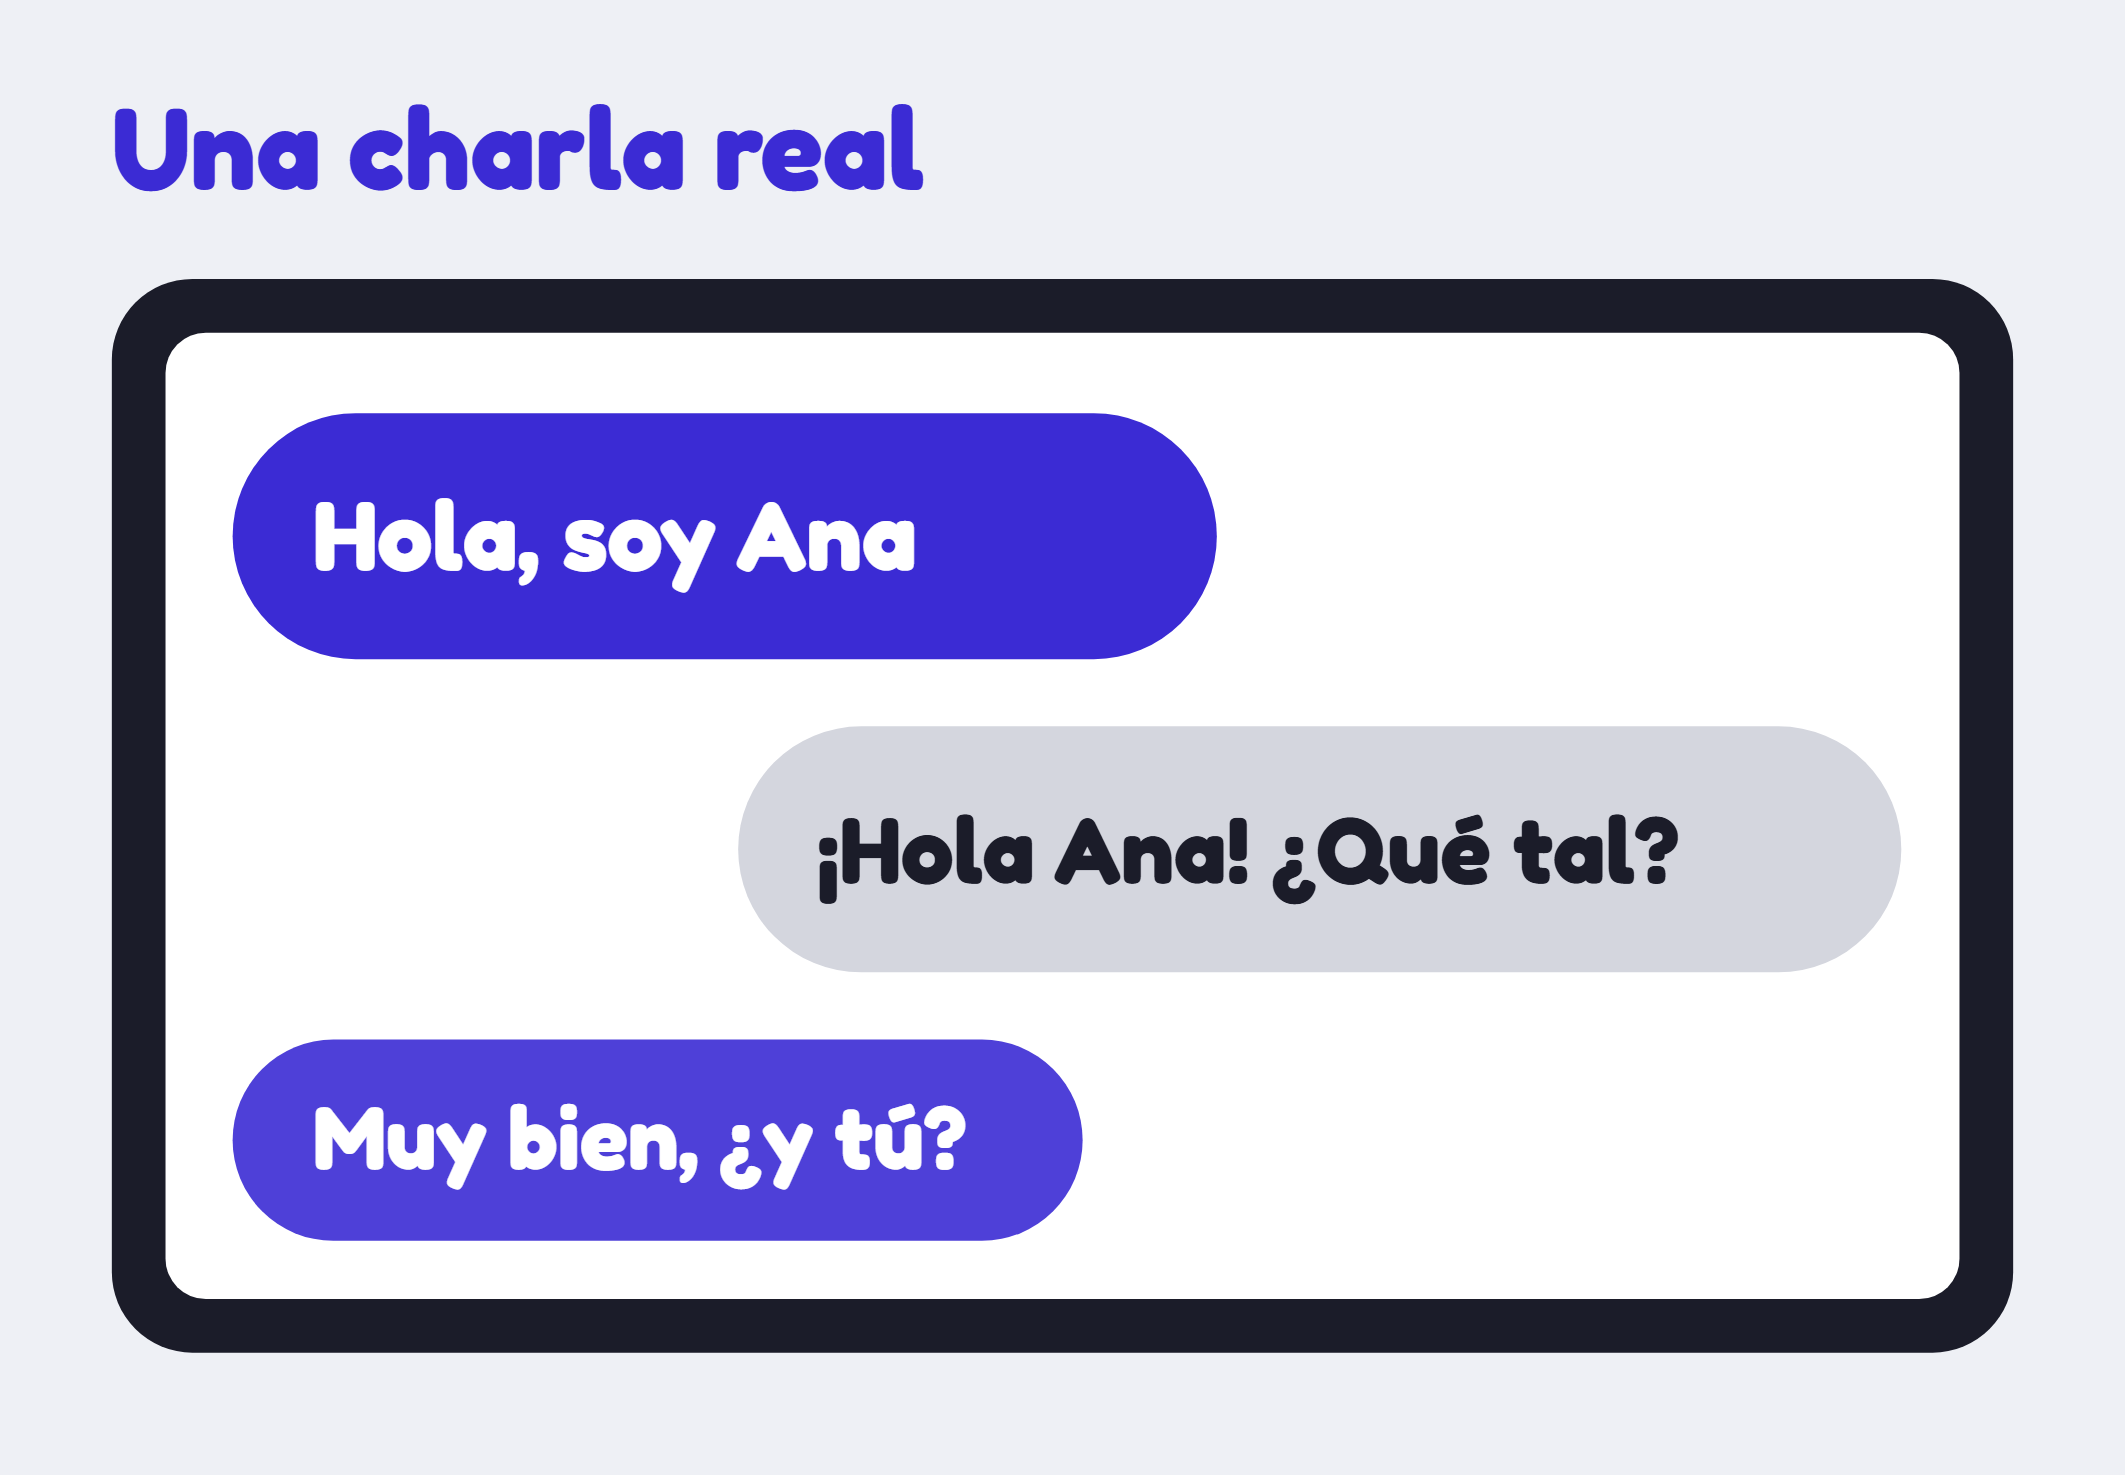 Una charla real
Hola, soy Ana
¡Hola Ana! ¿Qué tal?
Muy bien, ¿y tú?